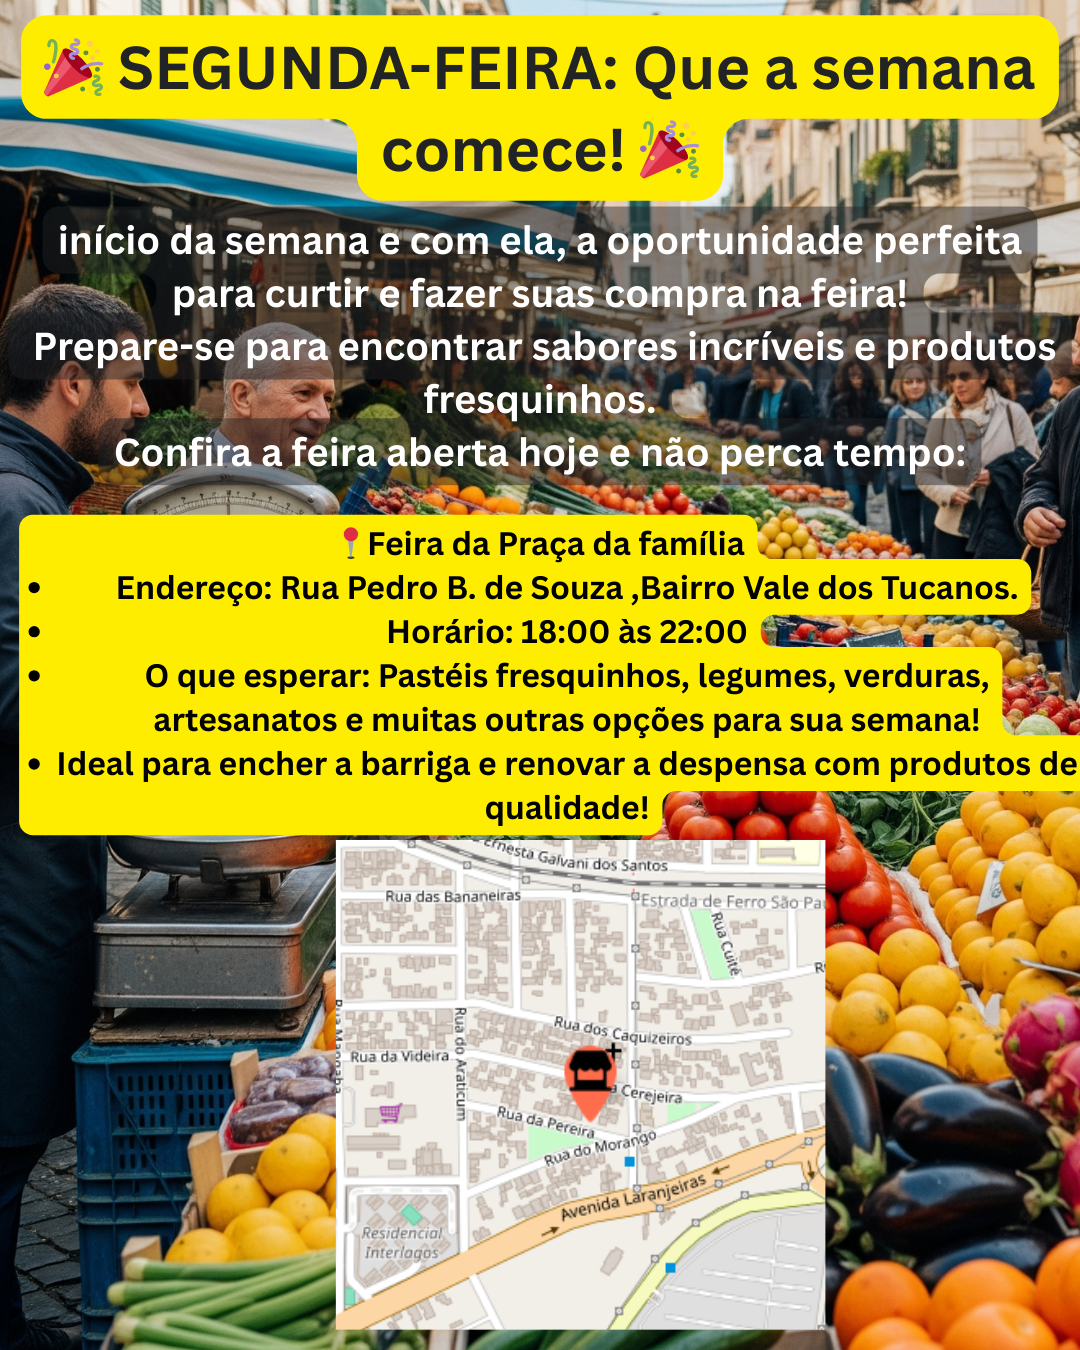 🎉 SEGUNDA-FEIRA: Que a semana
comece! 🎉
início da semana e com ela, a oportunidade perfeita
para curtir e fazer suas compra na feira!
Prepare-se para encontrar sabores incríveis e produtos
fresquinhos.
Confira a feira aberta hoje e não perca tempo:
📍Feira da Praça da família
• Endereço: Rua Pedro B. de Souza ,Bairro Vale dos Tucanos.
• Horário: 18:00 às 22:00
• O que esperar: Pastéis fresquinhos, legumes, verduras,
artesanatos e muitas outras opções para sua semana!
• Ideal para encher a barriga e renovar a despensa com produtos de
qualidade!
Ernesta Galvani dos Santos
Rua das Bananeiras
Estrada de Ferro São Pau
Rua Cuité
Rua dos Caquizeiros
Rua da Videira
Rua do Araticum
Cerejeira
Rua da Pereira
Rua do Morango
Avenida Laranjeiras
Residencial
Interlagos